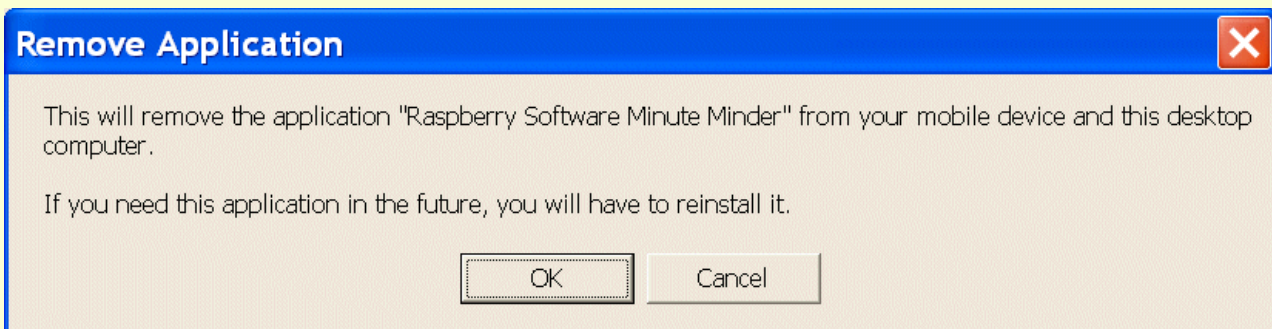 Remove Application
This will remove the application "Raspberry Software Minute Minder" from your mobile device and this desktop
computer.
If you need this application in the future, you will have to reinstall it.
OK
Cancel